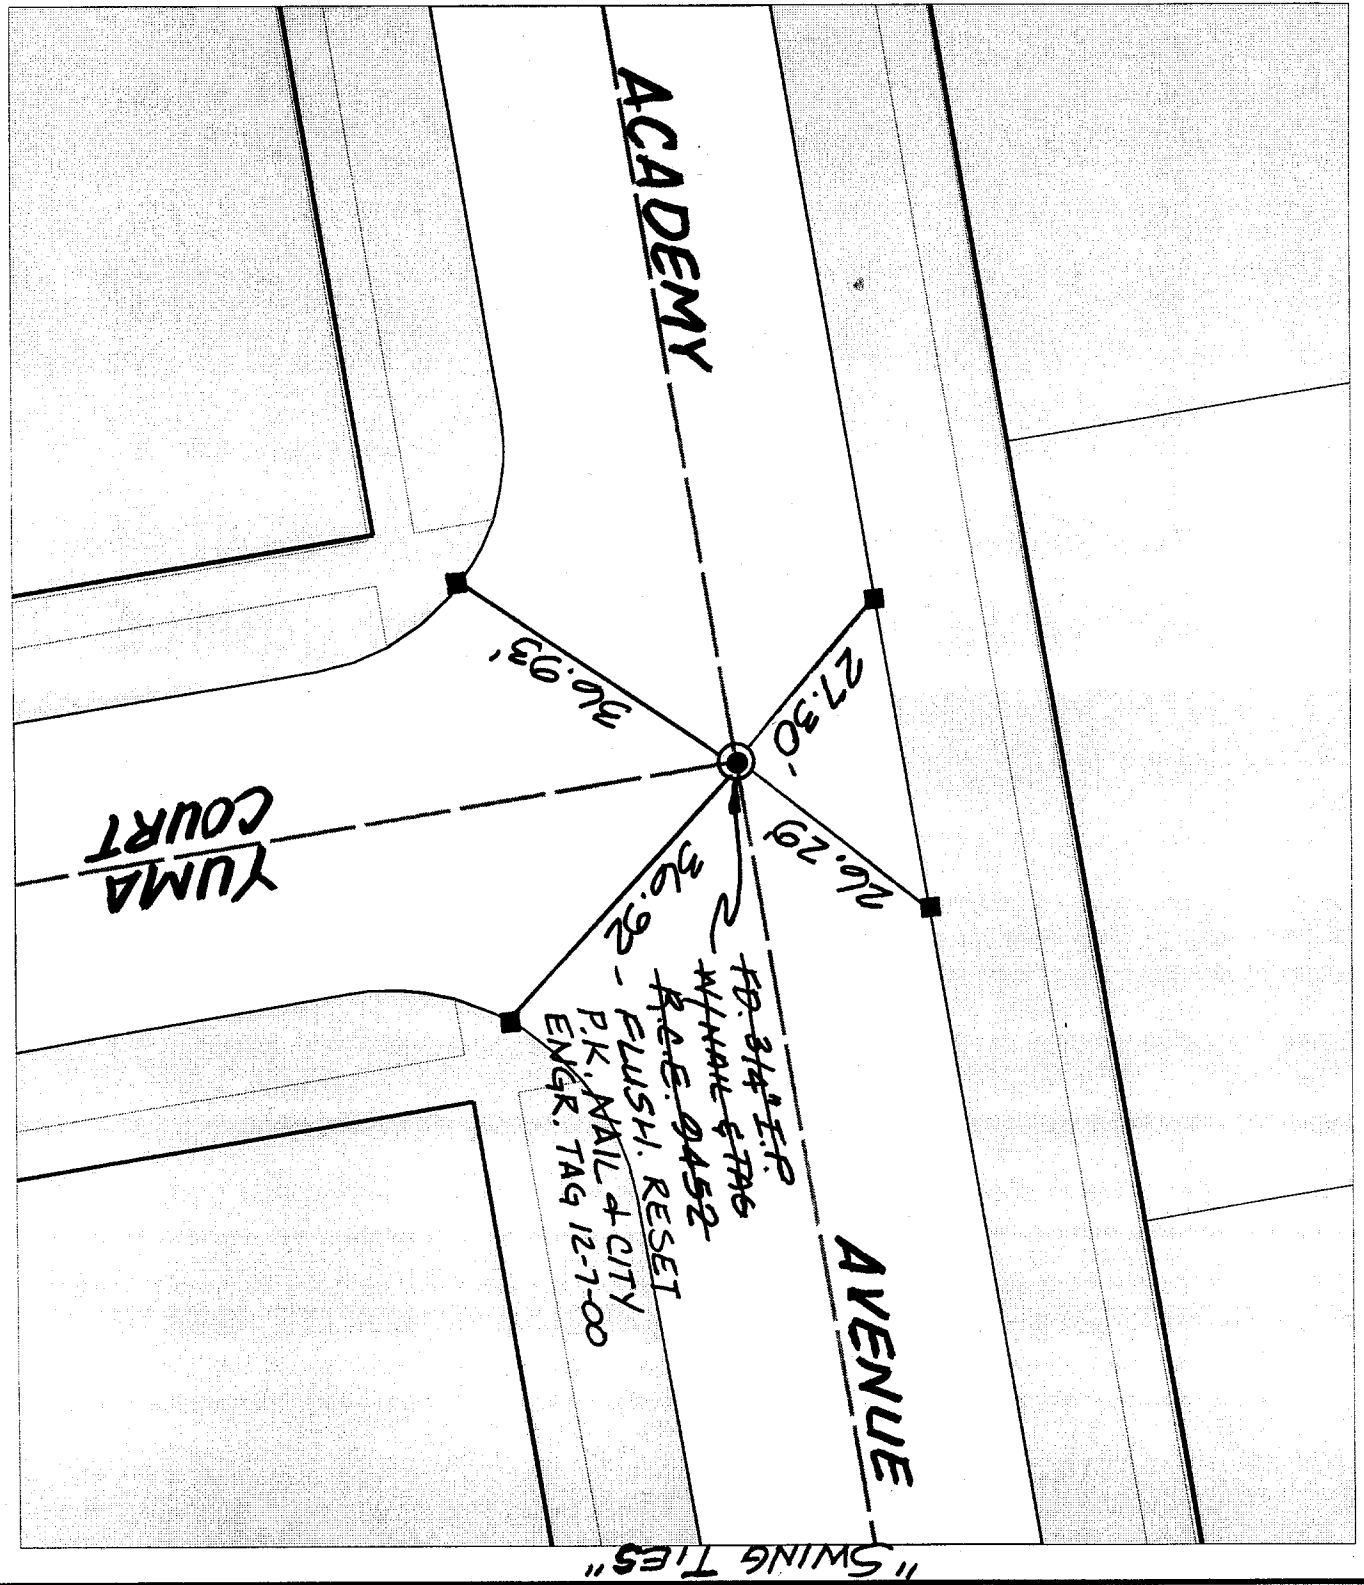 ACADEMY
AVENUE
YUMA
COURT
36.93'
27.30'
26.29
36.92
FD. 3/4" I.P.
W/NAIL & TAG
R.C.E. 9452
- FLUSH. RESET
P.K. NAIL & CITY
ENGR. TAG 12-7-00
"SWING TIES"